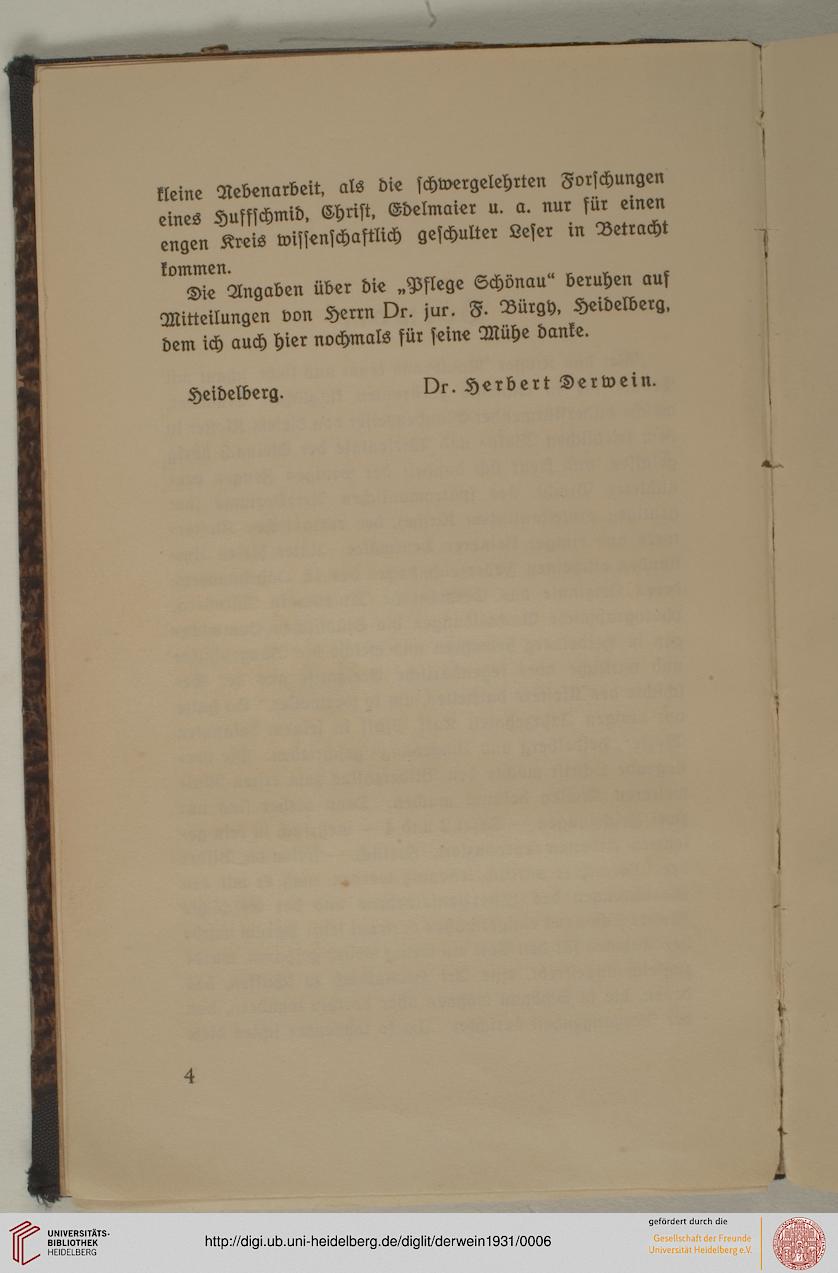 kleine Nebenarbeit, als die schwergelehrten Forschungen
eines Huffschmid, Christ, Edelmaier u. a. nur für einen
engen Kreis wissenschaftlich geschulter Leser in Betracht
kommen.
Die Angaben über die „Pflege Schönau“ beruhen auf
Mitteilungen von Herrn Dr. jur. F. Bürgy, Heidelberg,
dem ich auch hier nochmals für seine Mühe danke.
Heidelberg. Dr. Herbert Derwein.
4
UNIVERSITÄTS-
BIBLIOTHEK
HEIDELBERG
http://digi.ub.uni-heidelberg.de/diglit/derwein1931/0006
gefördert durch die
Gesellschaft der Freunde
Universität Heidelberg e.V.